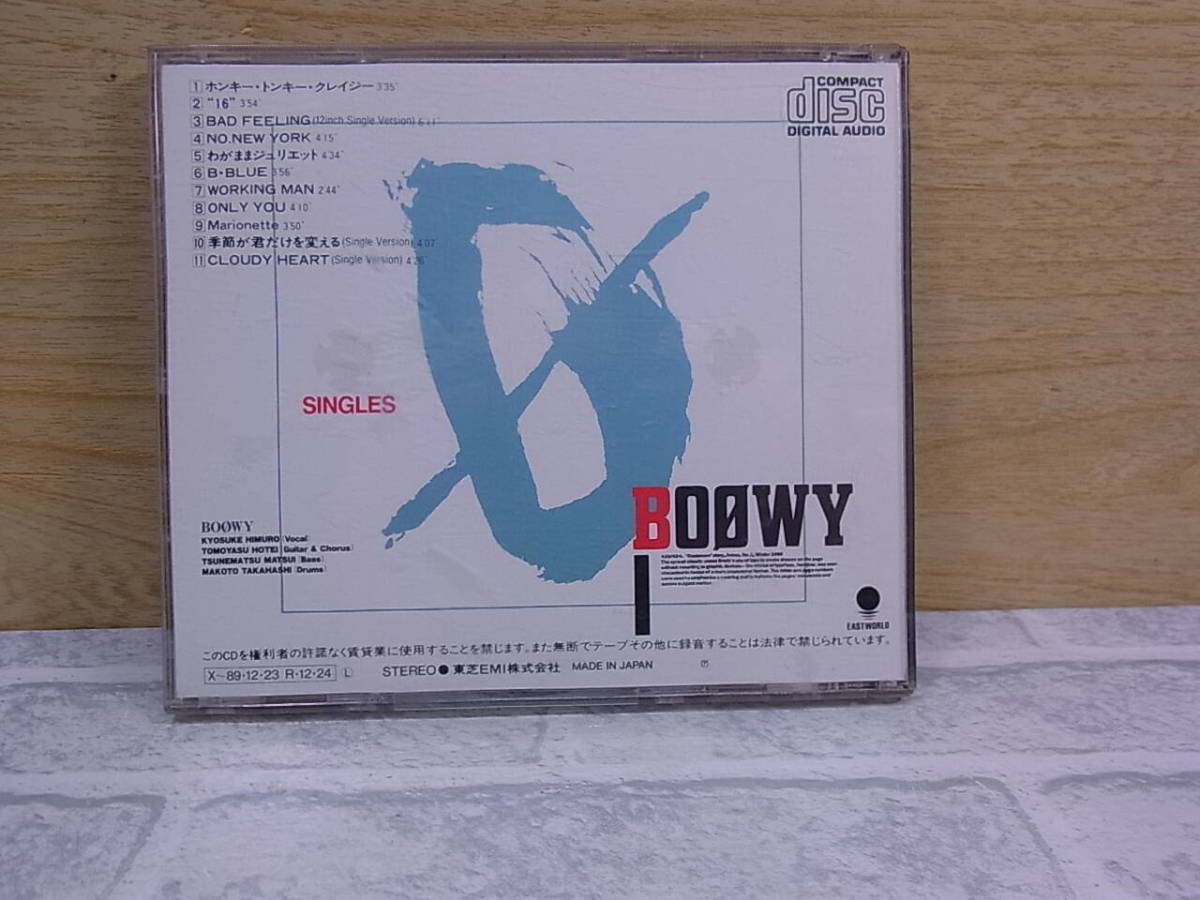 1 ホンキー・トンキー・クレイジー 3'35"
2 "16" 3'54"
3 BAD FEELING (12inch Single Version) 6'11"
4 NO. NEW YORK 4'15"
5 わがままジュリエット 4'34"
6 B・BLUE 3'56"
7 WORKING MAN 2'44"
8 ONLY YOU 4'10"
9 Marionette 3'50"
10 季節が君だけを変える (Single Version) 4'07"
11 CLOUDY HEART (Single Version) 4'26"
COMPACT
disc
DIGITAL AUDIO
SINGLES
BOØWY
BOØWY
KYOSUKE HIMURO (Vocal)
TOMOYASU HOTEI (Guitar & Chorus)
TSUNEMATSU MATSUI (Bass)
MAKOTO TAKAHASHI (Drums)
EASTWORLD
このCDを権利者の許諾なく賃貸業に使用することを禁じます。また無断でテープその他に録音することは法律で禁じられています。
X~89・12・23 R・12・24 L STEREO ● 東芝EMI株式会社 MADE IN JAPAN